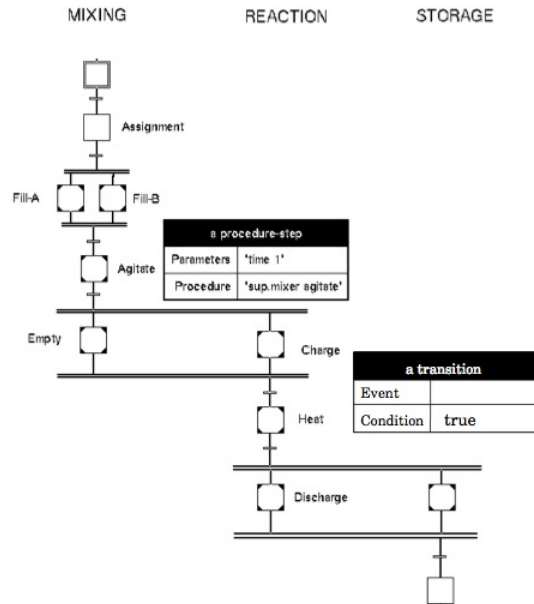 MIXING REACTION STORAGE
Assignment
Fill-A Fill-B
a procedure-step
Parameters 'time 1'
Procedure 'sup.mixer agitate'
Agitate
Empty Charge
a transition
Event
Condition true
Heat
Discharge